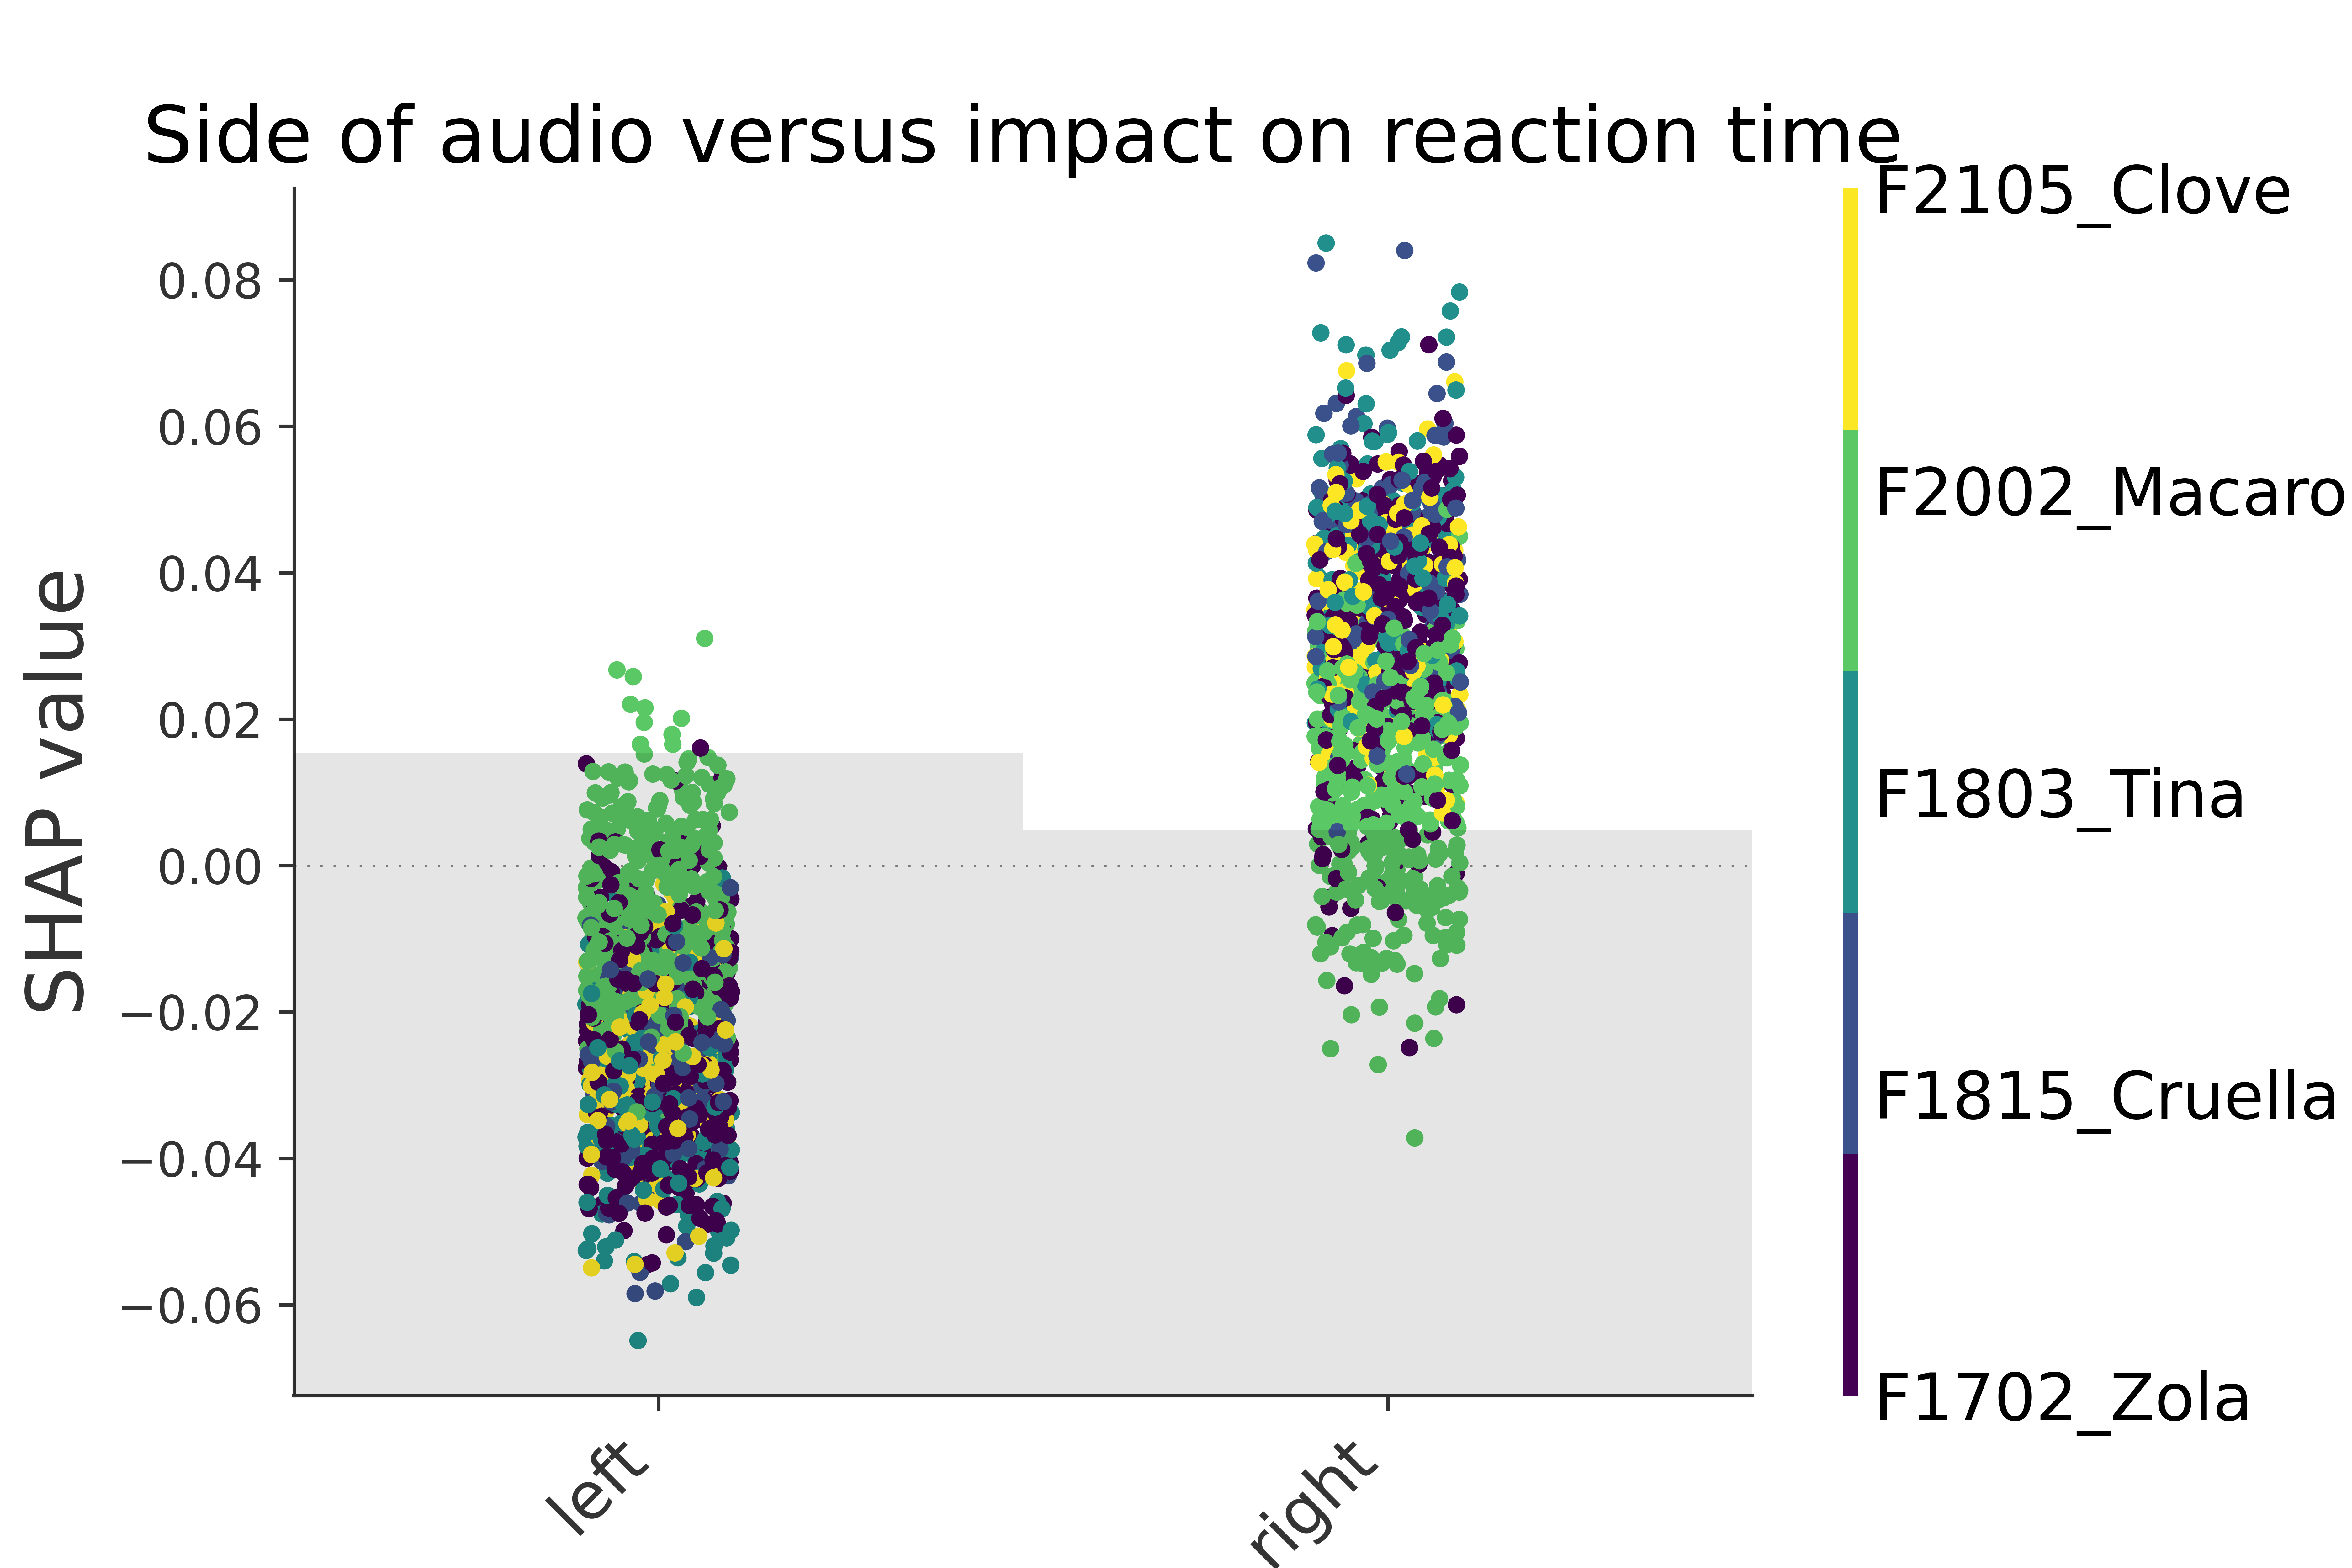 Side of audio versus impact on reaction time
SHAP value
0.08
0.06
0.04
0.02
0.00
−0.02
−0.04
−0.06
left
right
F2105_Clove
F2002_Macaro
F1803_Tina
F1815_Cruella
F1702_Zola